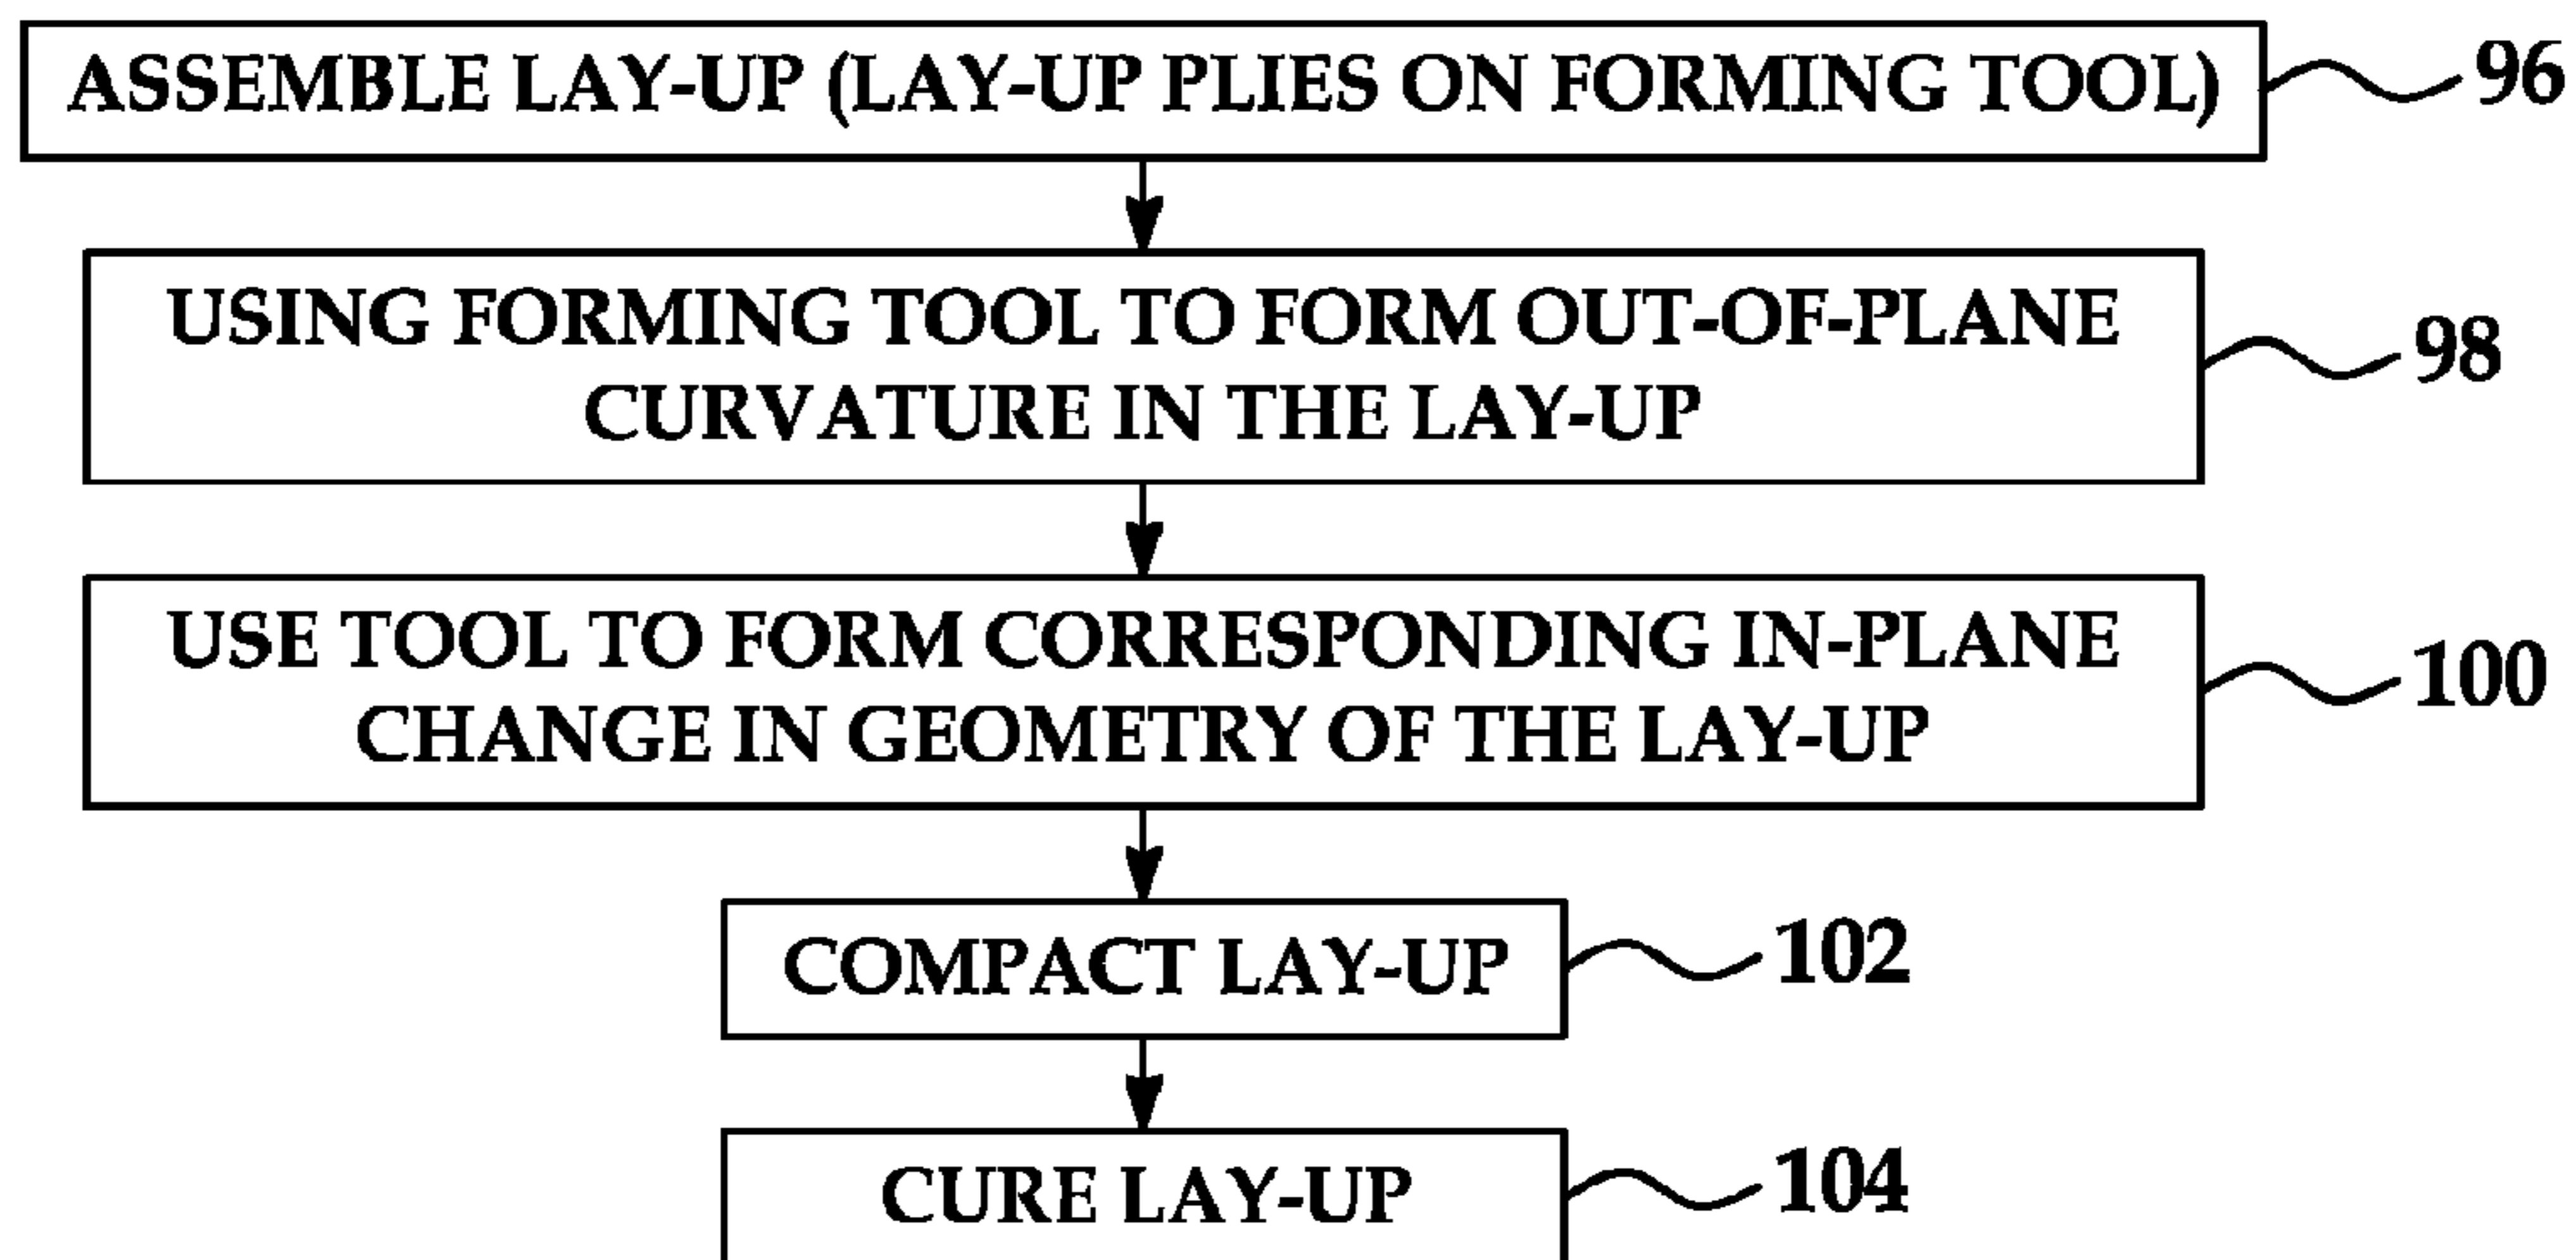 ASSEMBLE LAY-UP (LAY-UP PLIES ON FORMING TOOL)
96
USING FORMING TOOL TO FORM OUT-OF-PLANE
CURVATURE IN THE LAY-UP
98
USE TOOL TO FORM CORRESPONDING IN-PLANE
CHANGE IN GEOMETRY OF THE LAY-UP
100
COMPACT LAY-UP
102
CURE LAY-UP
104